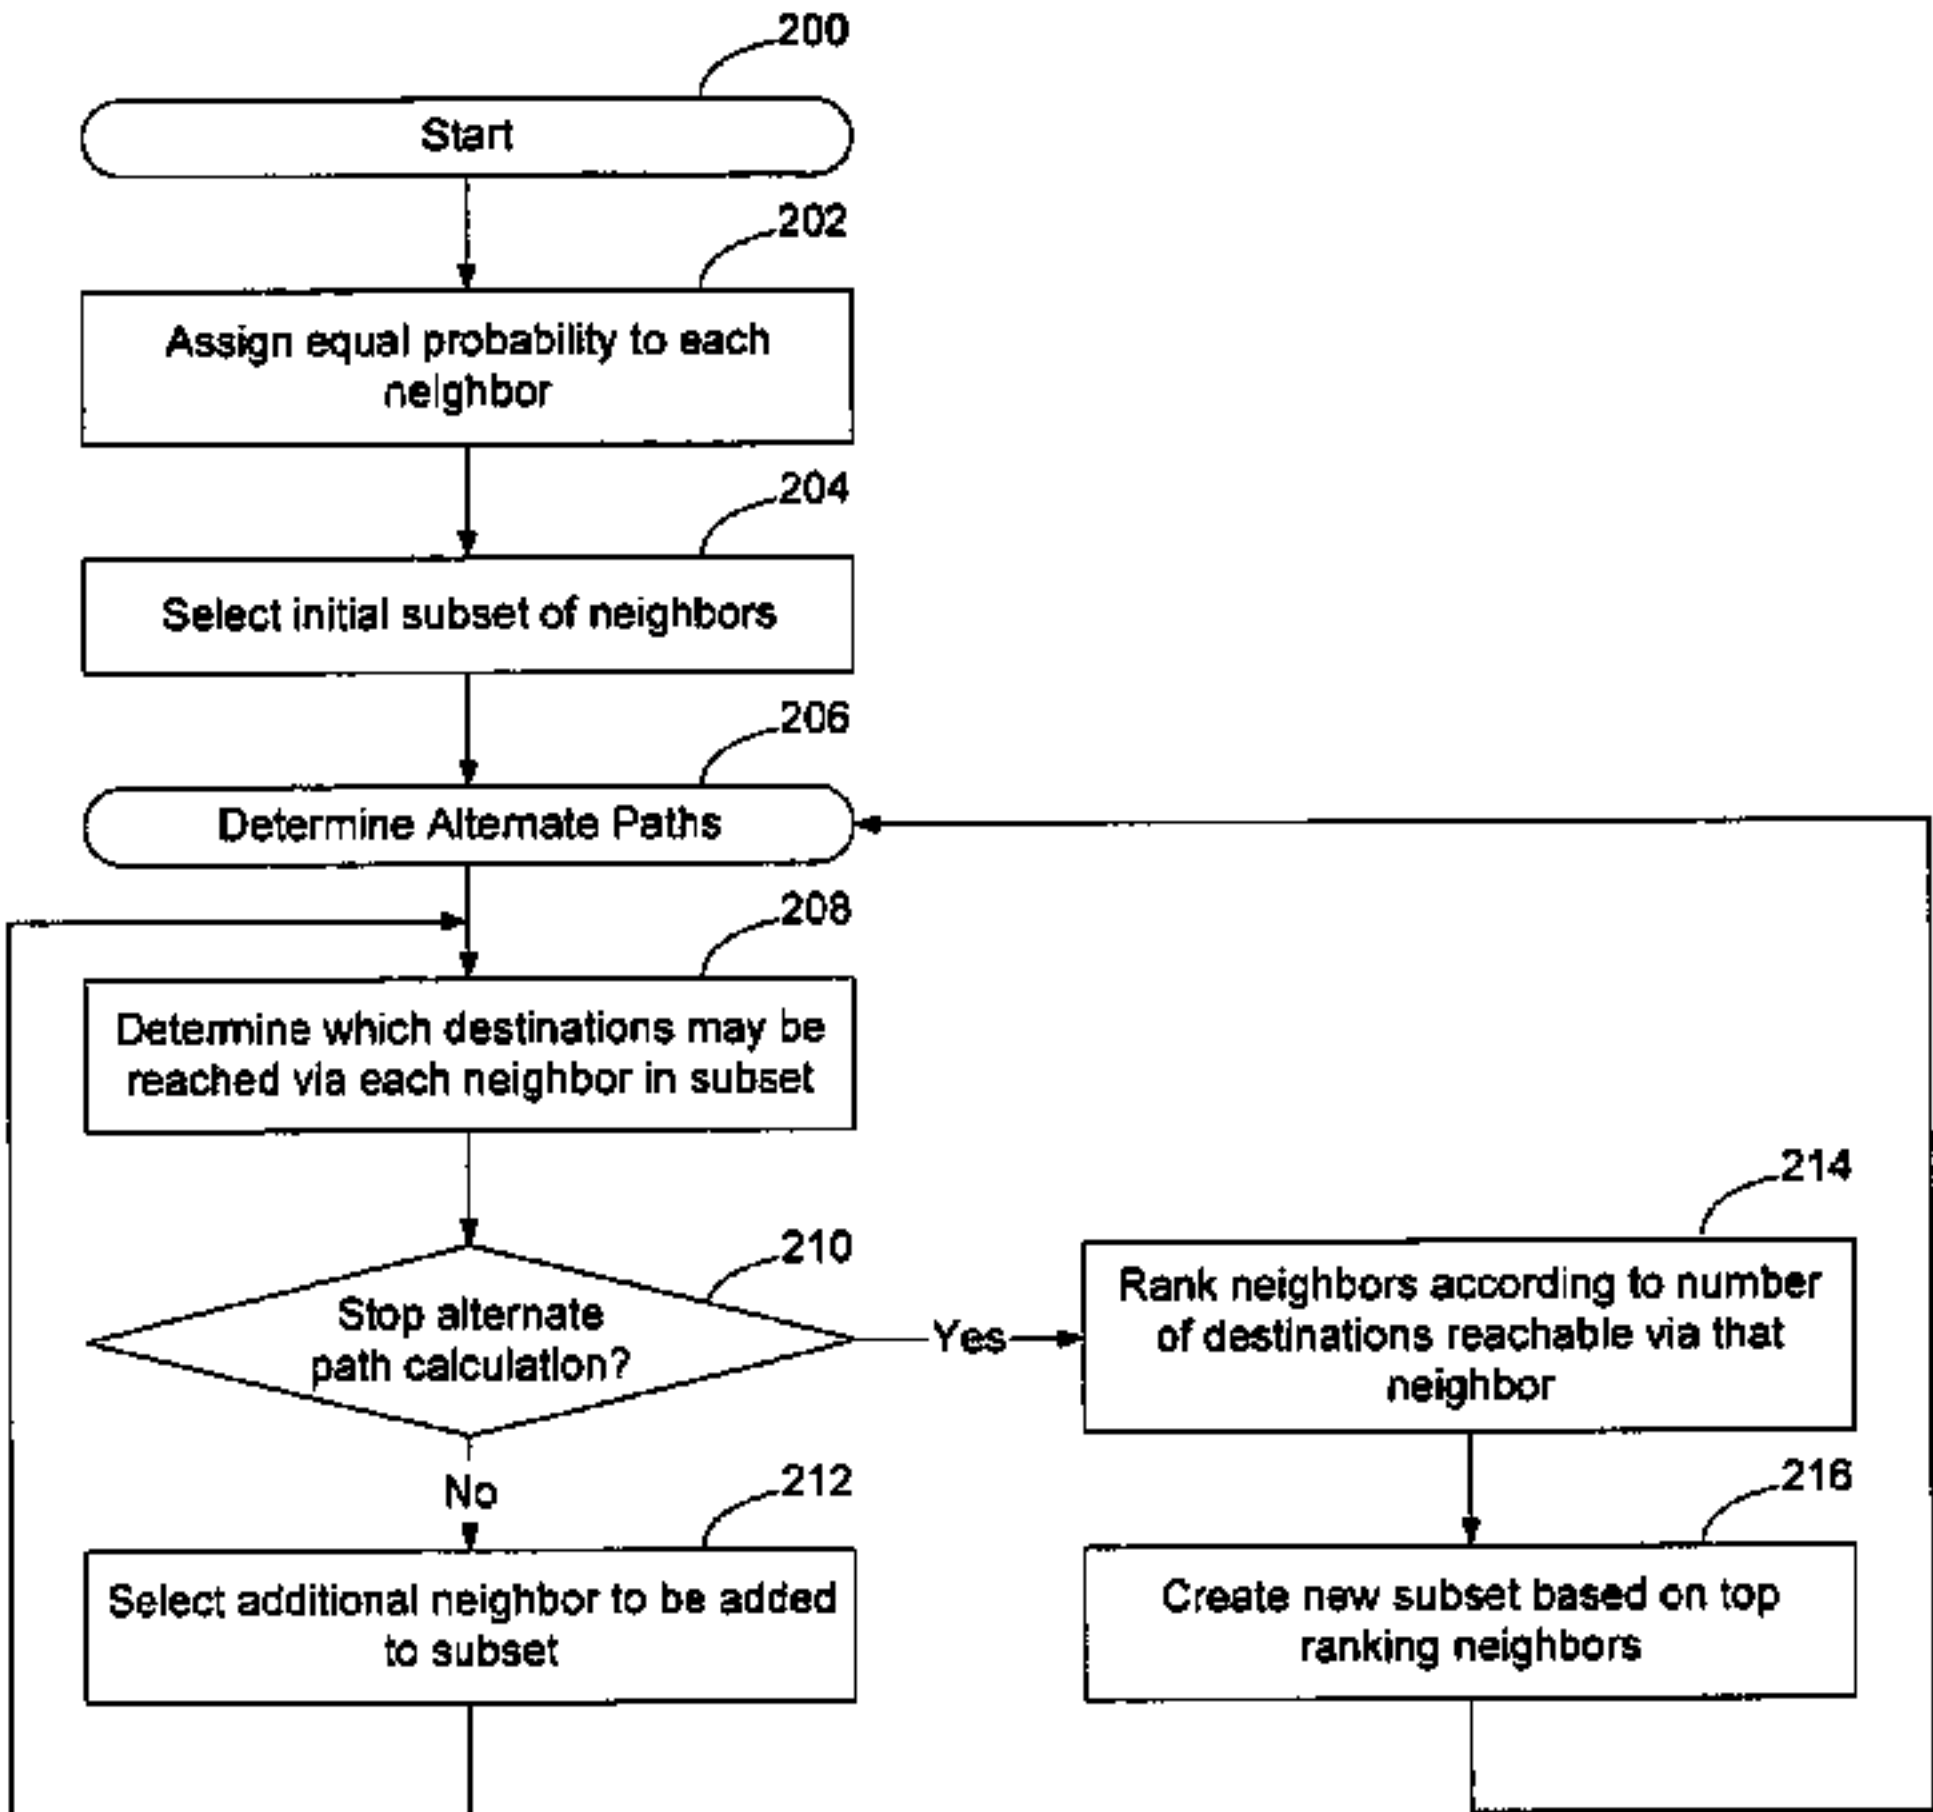 200
Start
202
Assign equal probability to each
neighbor
204
Select initial subset of neighbors
206
Determine Alternate Paths
208
Determine which destinations may be
reached via each neighbor in subset
210
Stop alternate
path calculation?
Yes
214
Rank neighbors according to number
of destinations reachable via that
neighbor
No
212
Select additional neighbor to be added
to subset
216
Create new subset based on top
ranking neighbors